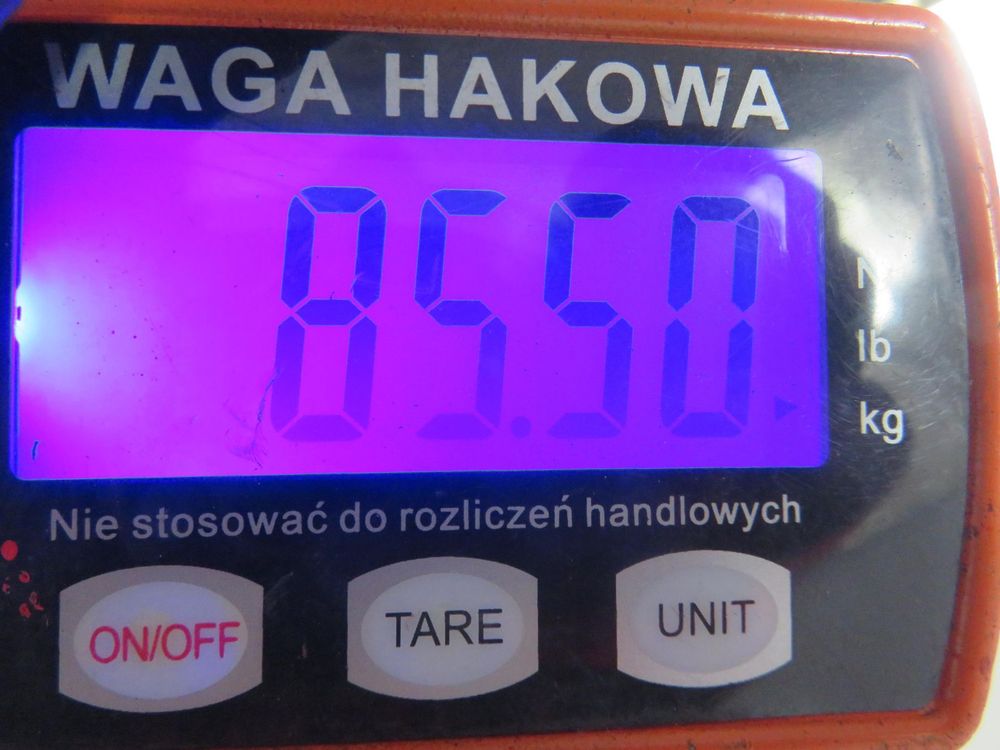 WAGA HAKOWA
85.50
N
lb
kg
Nie stosować do rozliczeń handlowych
ON/OFF
TARE
UNIT